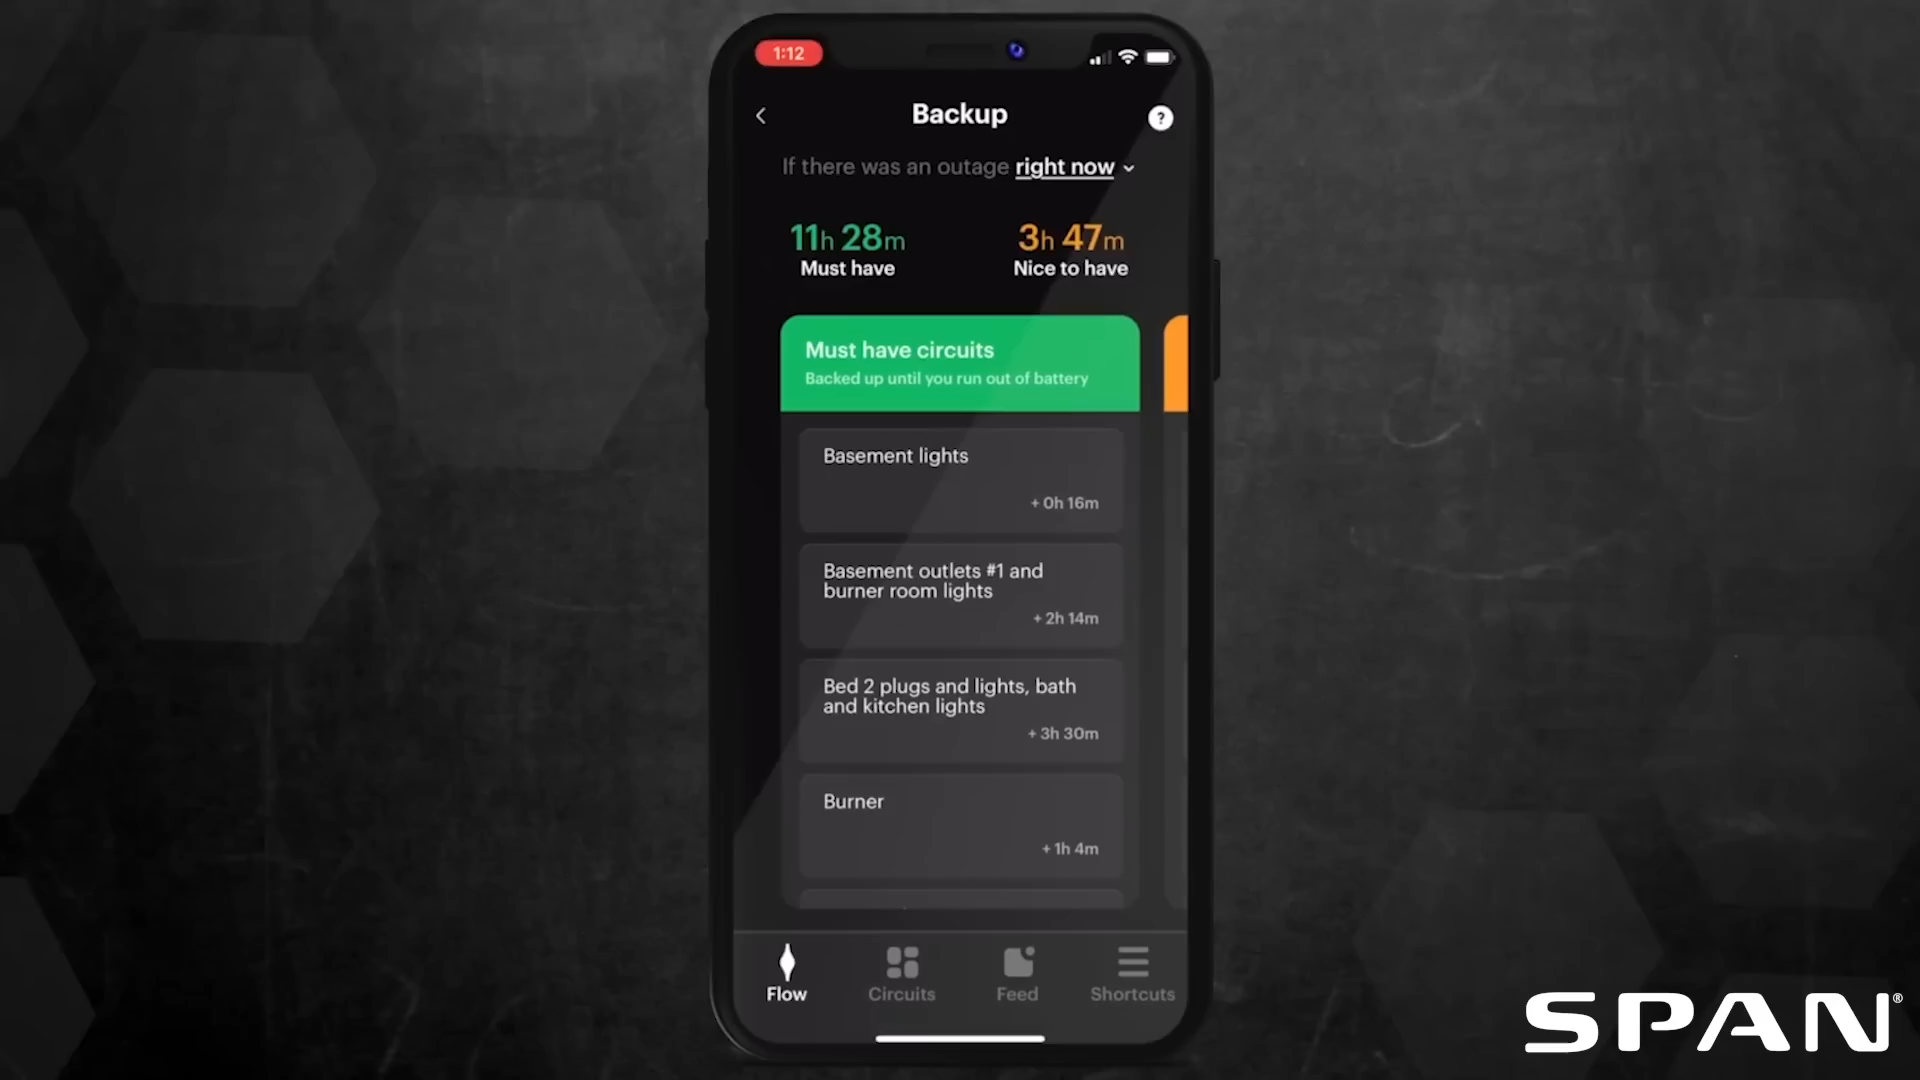 1:12
Backup
?
If there was an outage right now
11h 28m
3h 47m
Must have
Nice to have
Must have circuits
Backed up until you run out of battery
Basement lights
+ 0h 16m
Basement outlets #1 and
burner room lights
+ 2h 14m
Bed 2 plugs and lights, bath
and kitchen lights
+ 3h 30m
Burner
+ 1h 4m
Flow
Circuits
Feed
Shortcuts
SPAN®